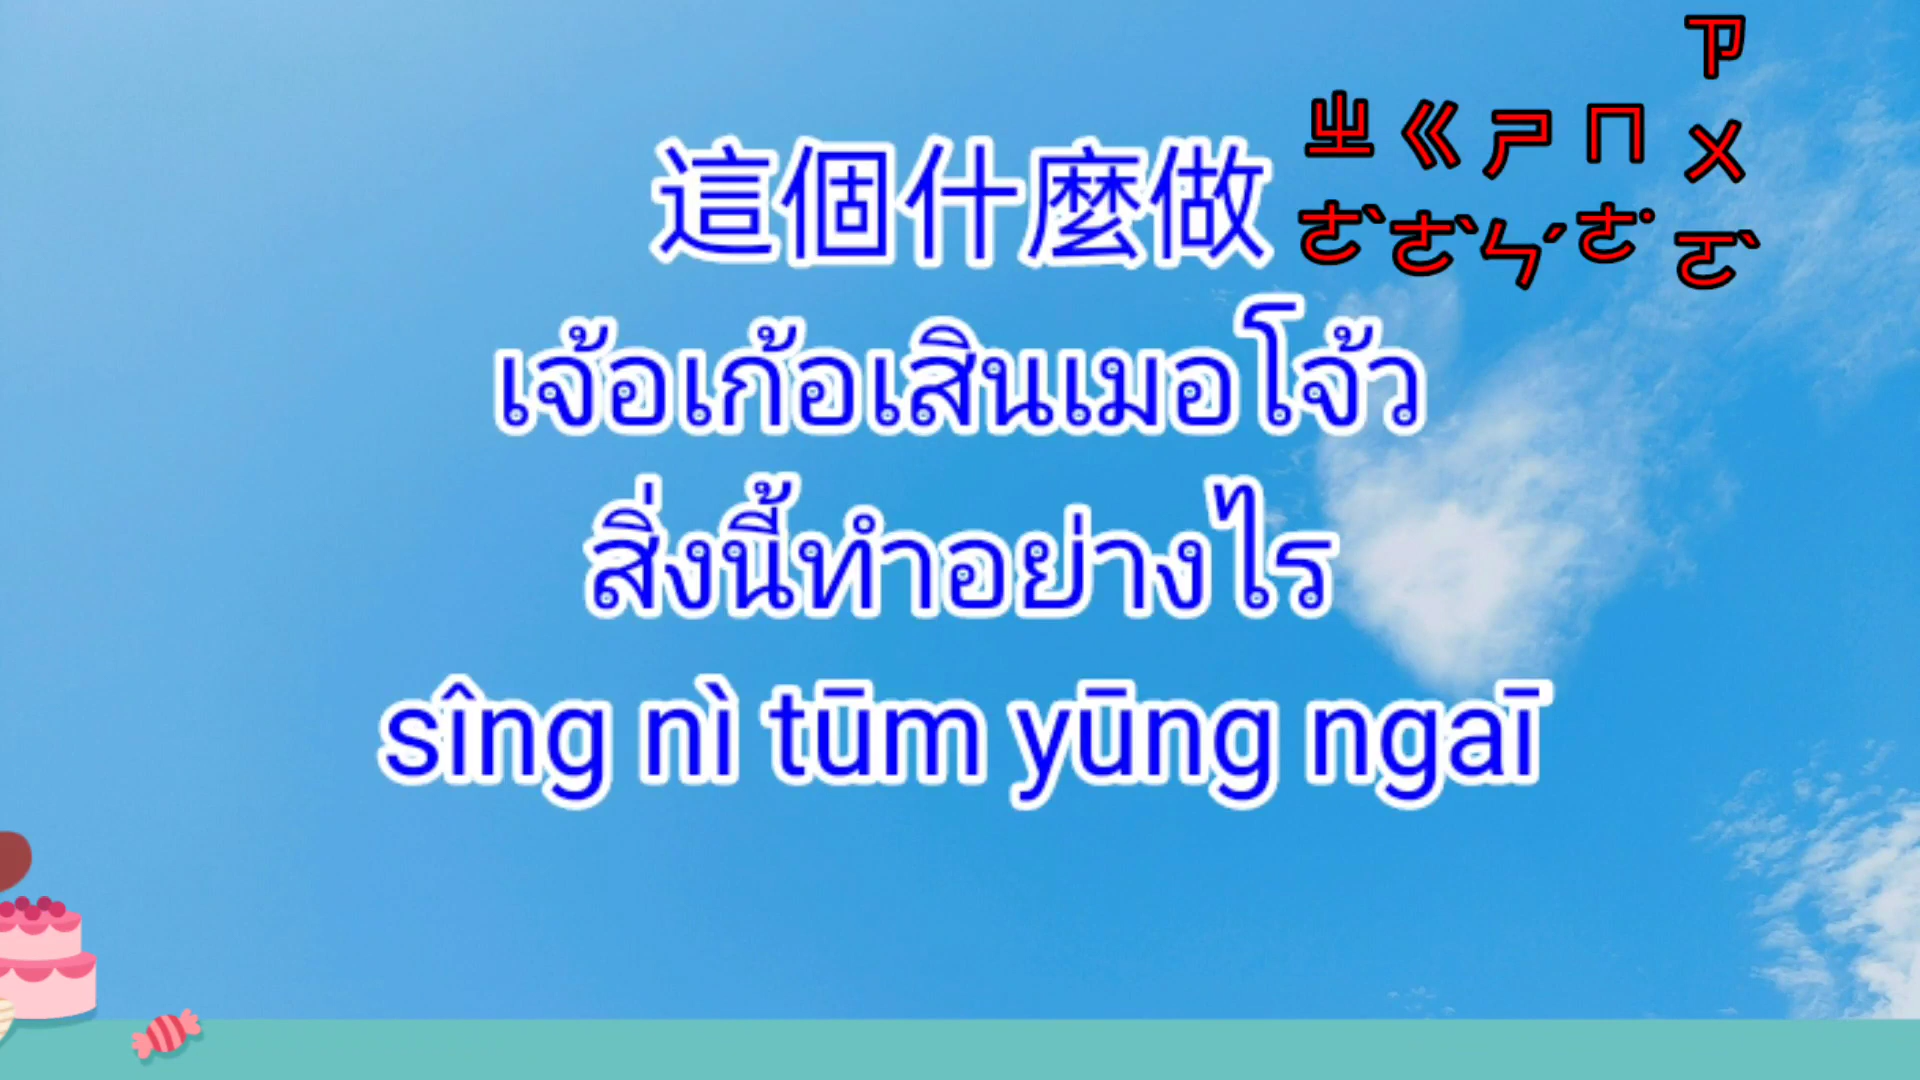 這個什麼做
ㄓㄜˋ ㄍㄜˋ ㄕㄣˊ ㄇㄜ˙ ㄗㄨㄛˋ
เจ้อเก้อเสินเมอโจ้ว
สิ่งนี้ทำอย่างไร
sîng nì tūm yūng ngaī